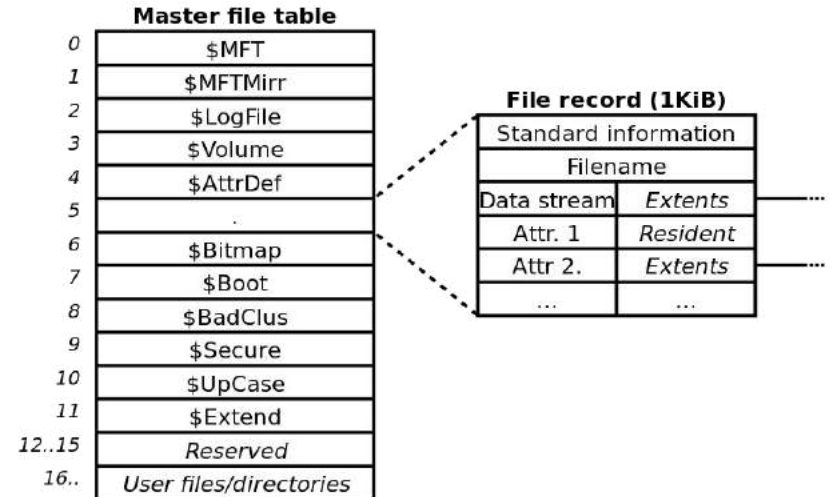 Master file table
0 $MFT
1 $MFTMirr
2 $LogFile
3 $Volume
4 $AttrDef
5 .
6 $Bitmap
7 $Boot
8 $BadClus
9 $Secure
10 $UpCase
11 $Extend
12..15 Reserved
16.. User files/directories
File record (1KiB)
Standard information
Filename
Data stream Extents
Attr. 1 Resident
Attr 2. Extents
... ...